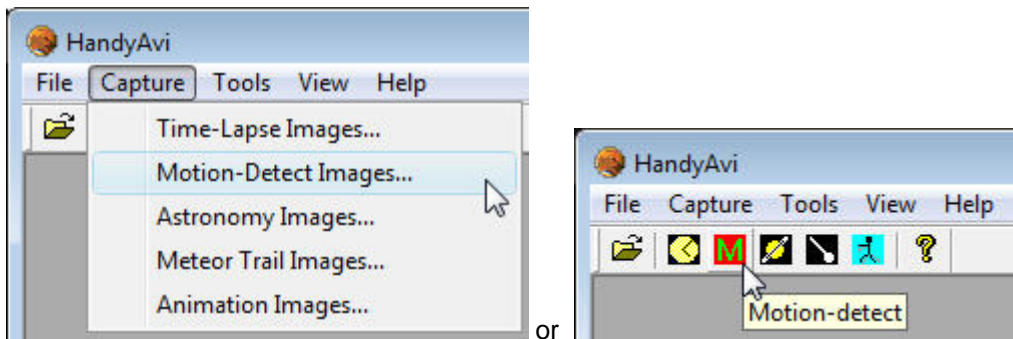 HandyAvi
File Capture Tools View Help
Time-Lapse Images...
Motion-Detect Images...
Astronomy Images...
Meteor Trail Images...
Animation Images...
or
HandyAvi
File Capture Tools View Help
M
Motion-detect